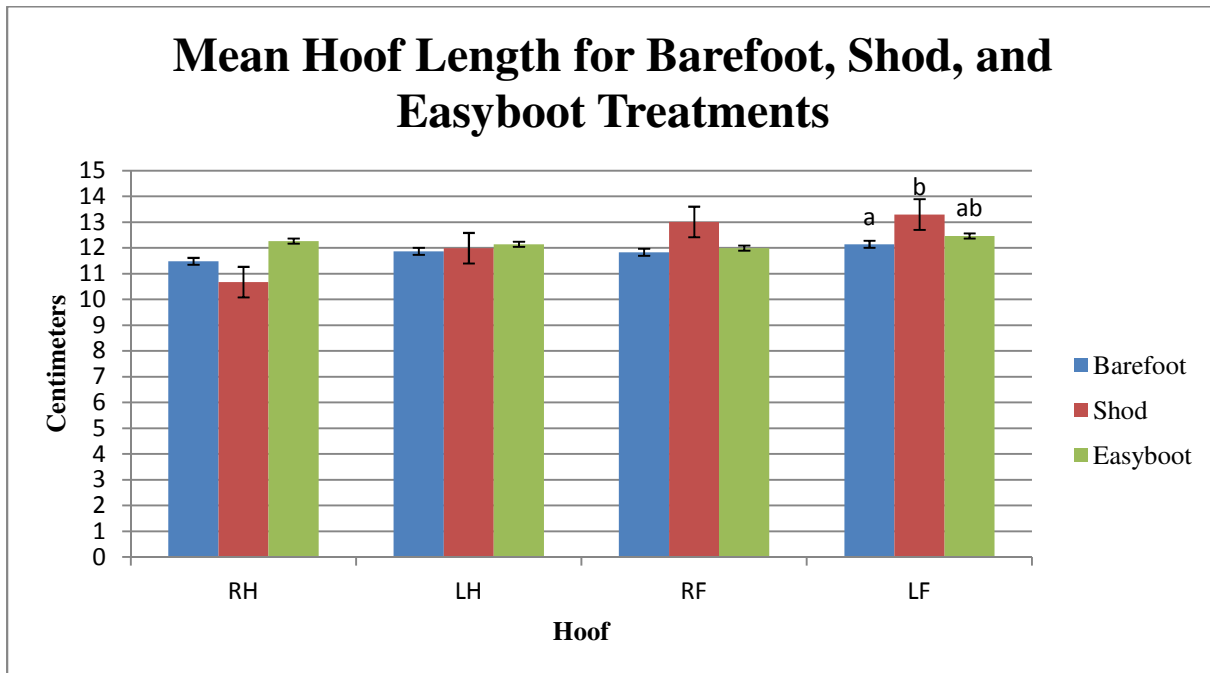 Mean Hoof Length for Barefoot, Shod, and
Easyboot Treatments
15
14
13
12
11
10
9
8
7
6
5
4
3
2
1
0
Centimeters
a
b
ab
RH
LH
RF
LF
Hoof
Barefoot
Shod
Easyboot